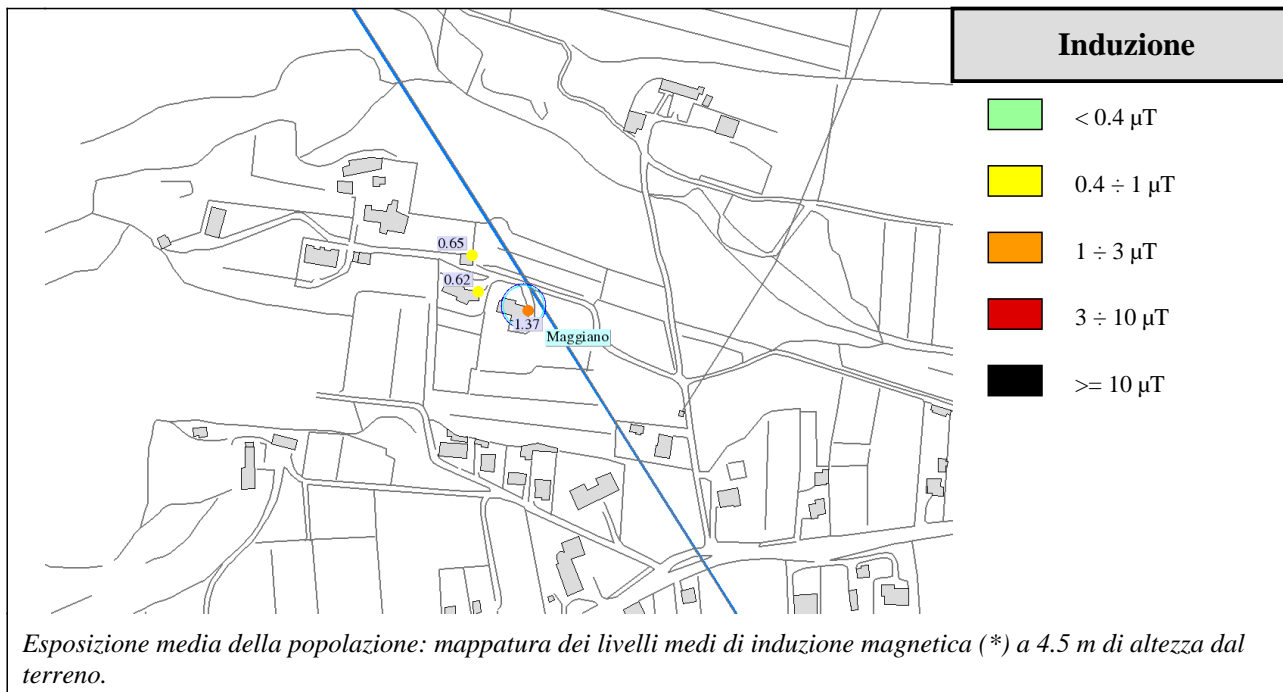 Induzione
< 0.4 µT
0.4 ÷ 1 µT
1 ÷ 3 µT
3 ÷ 10 µT
>= 10 µT
0.65
0.62
1.37
Maggiano
Esposizione media della popolazione: mappatura dei livelli medi di induzione magnetica (*) a 4.5 m di altezza dal
terreno.